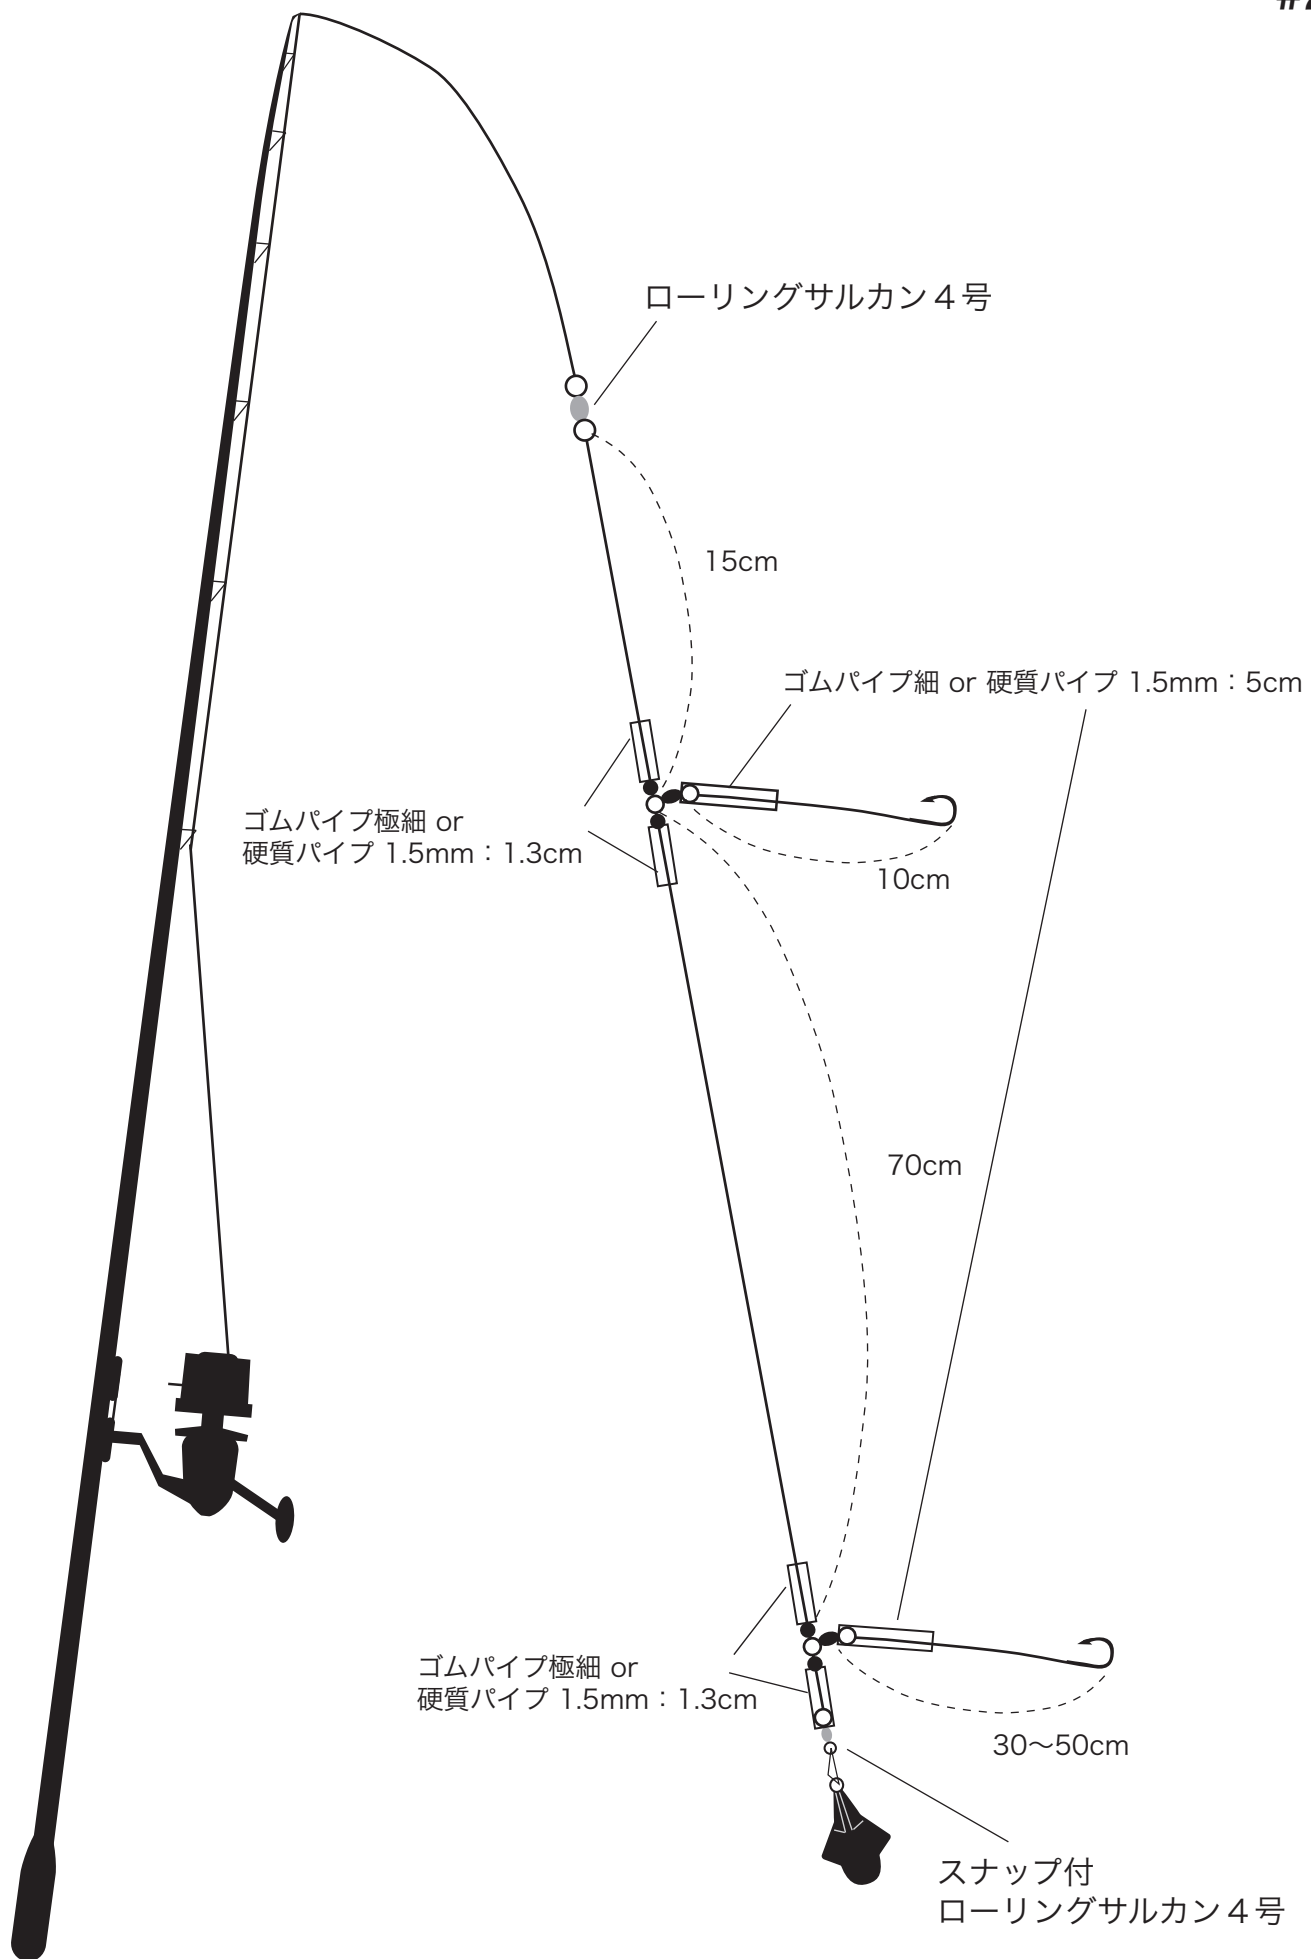 ローリングサルカン４号
15cm
ゴムパイプ細 or 硬質パイプ 1.5mm：5cm
ゴムパイプ極細 or
硬質パイプ 1.5mm：1.3cm
10cm
70cm
ゴムパイプ極細 or
硬質パイプ 1.5mm：1.3cm
30〜50cm
スナップ付
ローリングサルカン４号